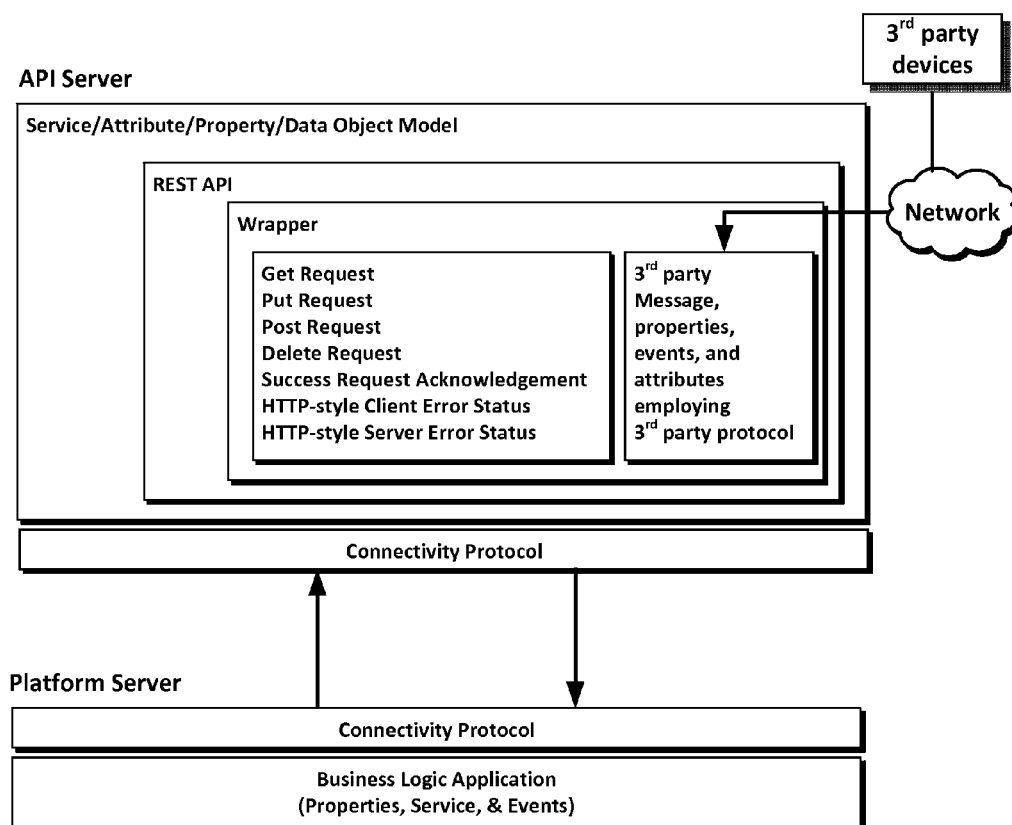 3rd party
devices
API Server
Service/Attribute/Property/Data Object Model
REST API
Network
Wrapper
Get Request
Put Request
Post Request
Delete Request
Success Request Acknowledgement
HTTP-style Client Error Status
HTTP-style Server Error Status
3rd party
Message,
properties,
events, and
attributes
employing
3rd party protocol
Connectivity Protocol
Platform Server
Connectivity Protocol
Business Logic Application
(Properties, Service, & Events)